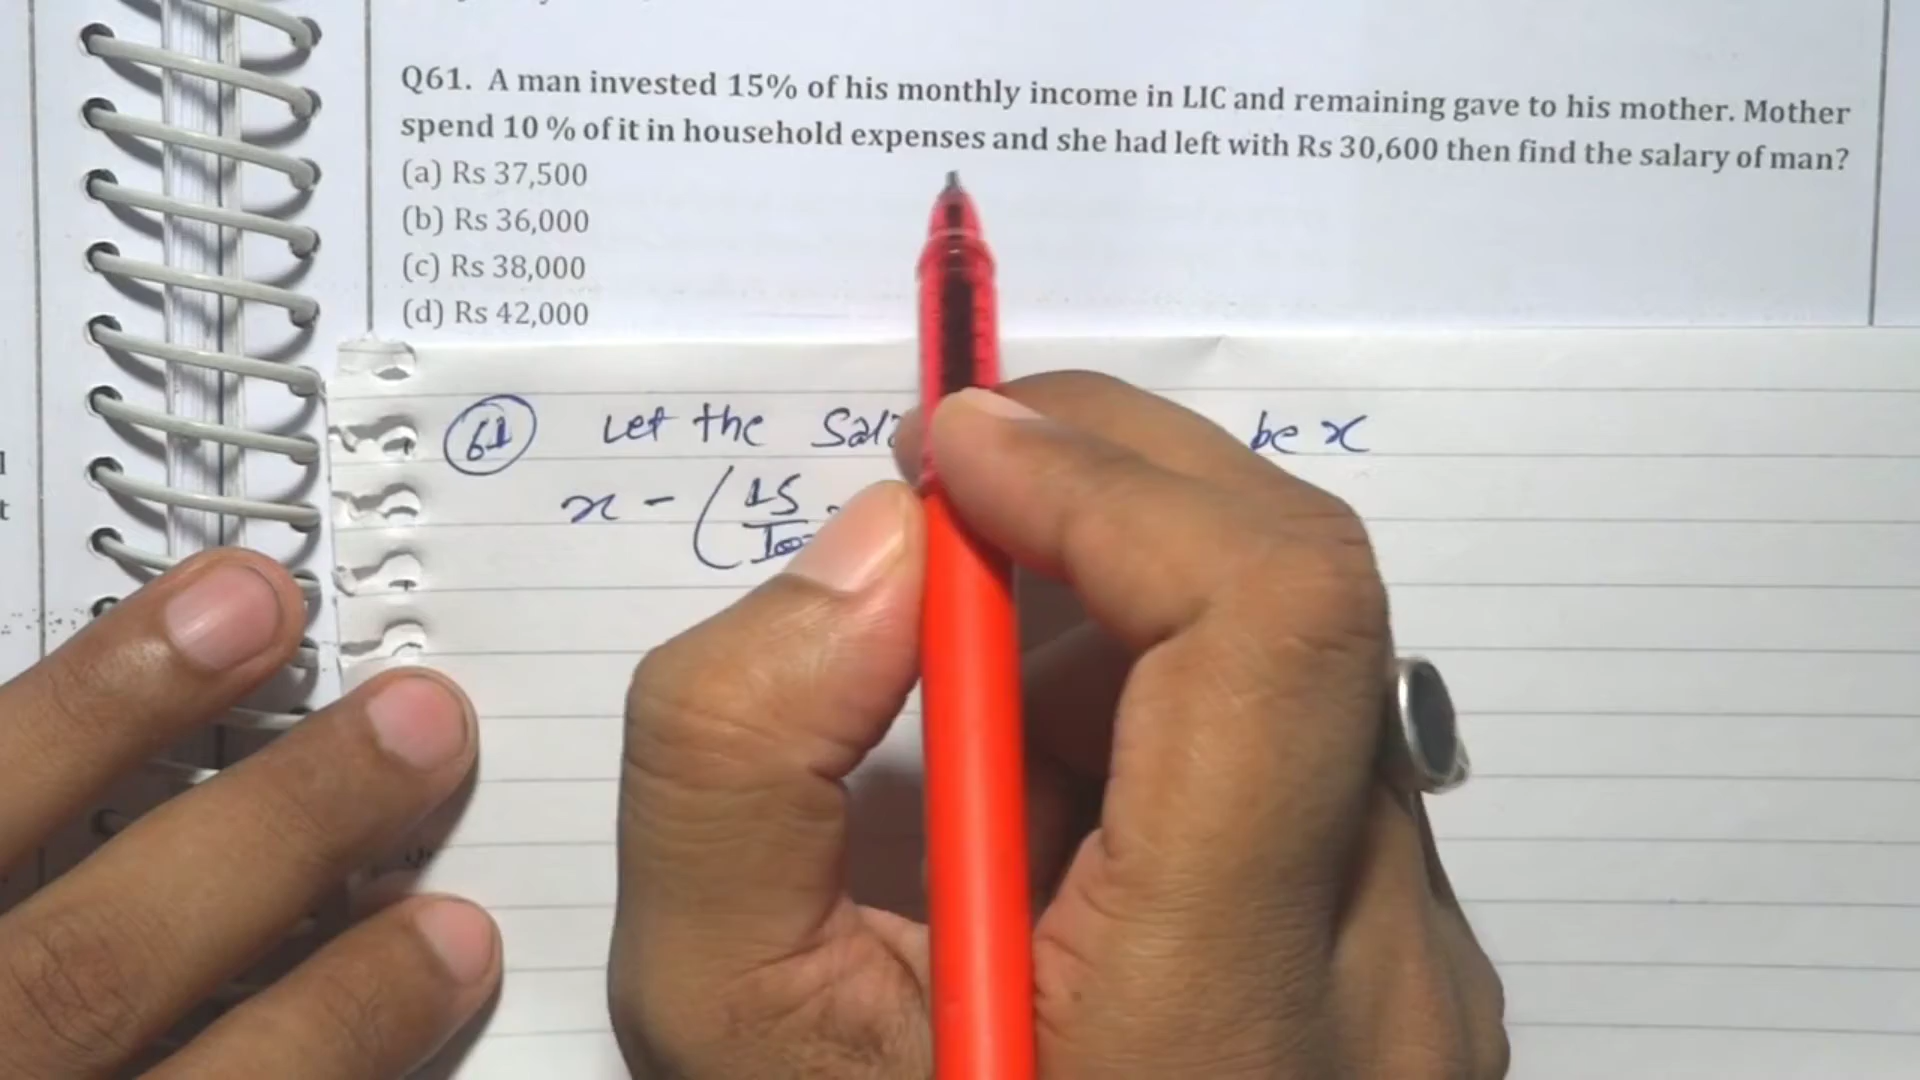 Q61. A man invested 15% of his monthly income in LIC and remaining gave to his mother. Mother
spend 10 % of it in household expenses and she had left with Rs 30,600 then find the salary of man?
(a) Rs 37,500
(b) Rs 36,000
(c) Rs 38,000
(d) Rs 42,000
61 Let the be x
x - ( 15
100